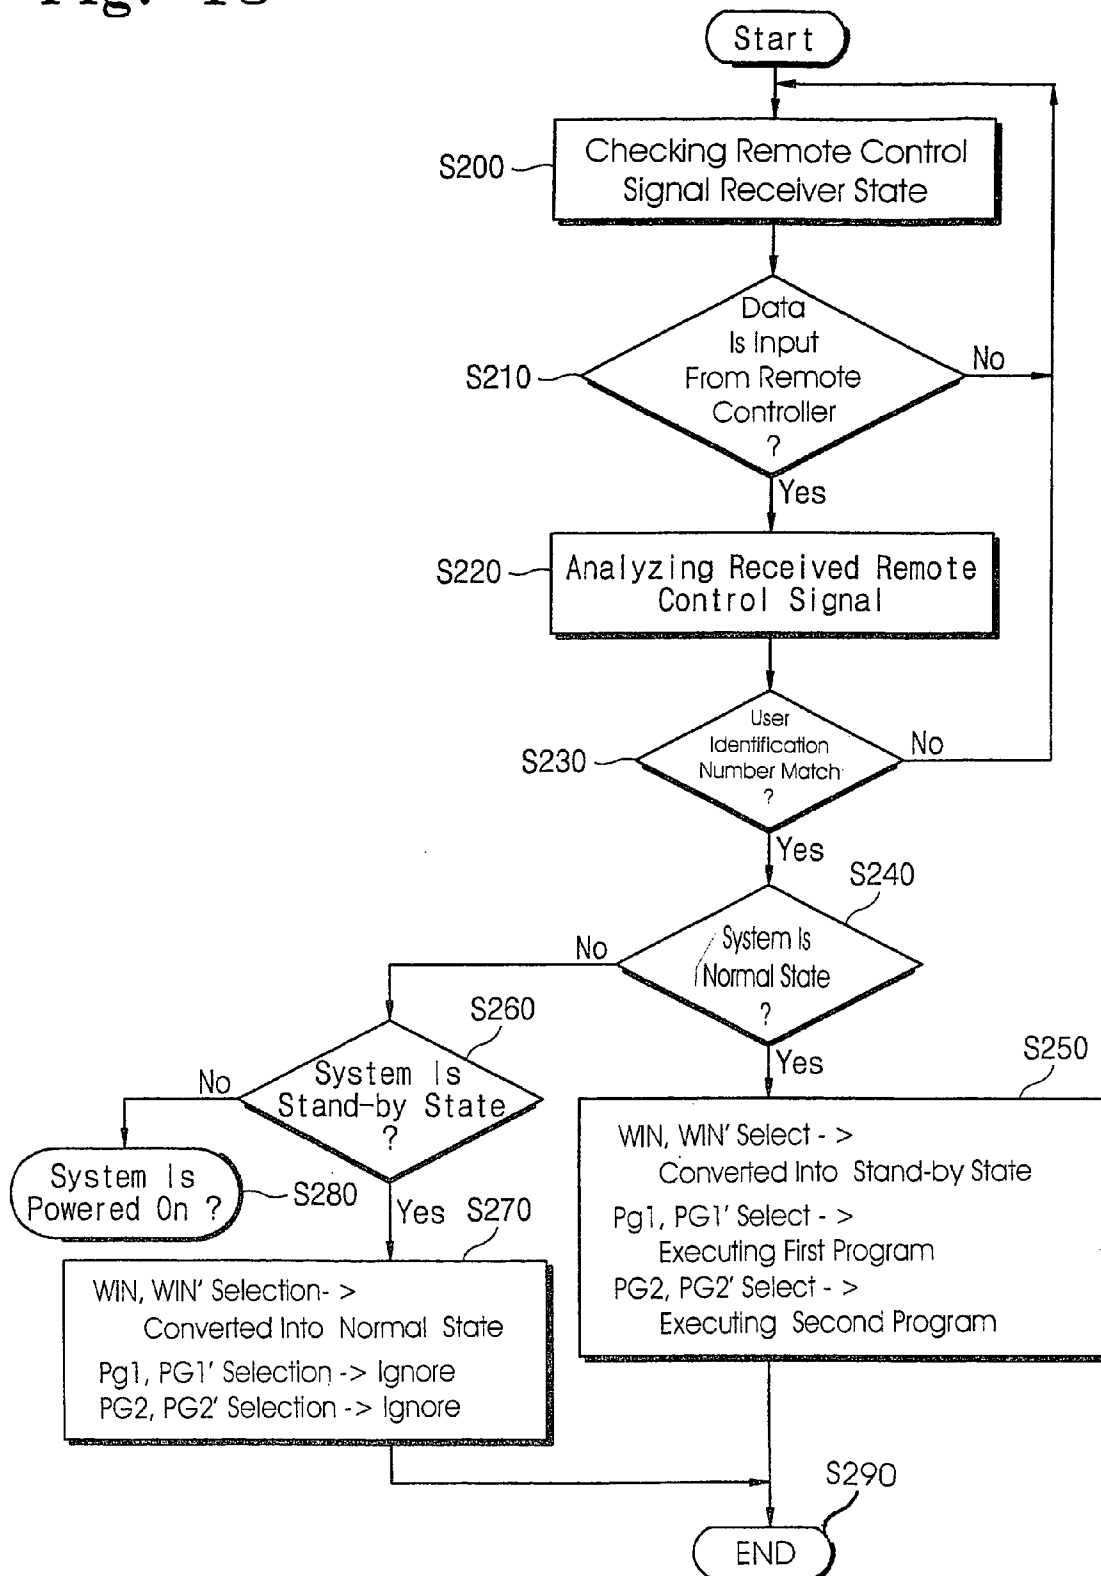 Start
S200
Checking Remote Control
Signal Receiver State
Data
Is Input
From Remote
Controller
?
S210
No
Yes
S220
Analyzing Received Remote
Control Signal
User
Identification
Number Match
?
S230
No
Yes
S240
System Is
Normal State
?
No
Yes
S260
System Is
Stand-by State
?
No
System Is
Powered On ?
S280
Yes
S270
WIN, WIN' Selection- >
Converted Into Normal State
Pg1, PG1' Selection -> Ignore
PG2, PG2' Selection -> Ignore
S250
WIN, WIN' Select - >
Converted Into Stand-by State
Pg1, PG1' Select - >
Executing First Program
PG2, PG2' Select - >
Executing Second Program
S290
END